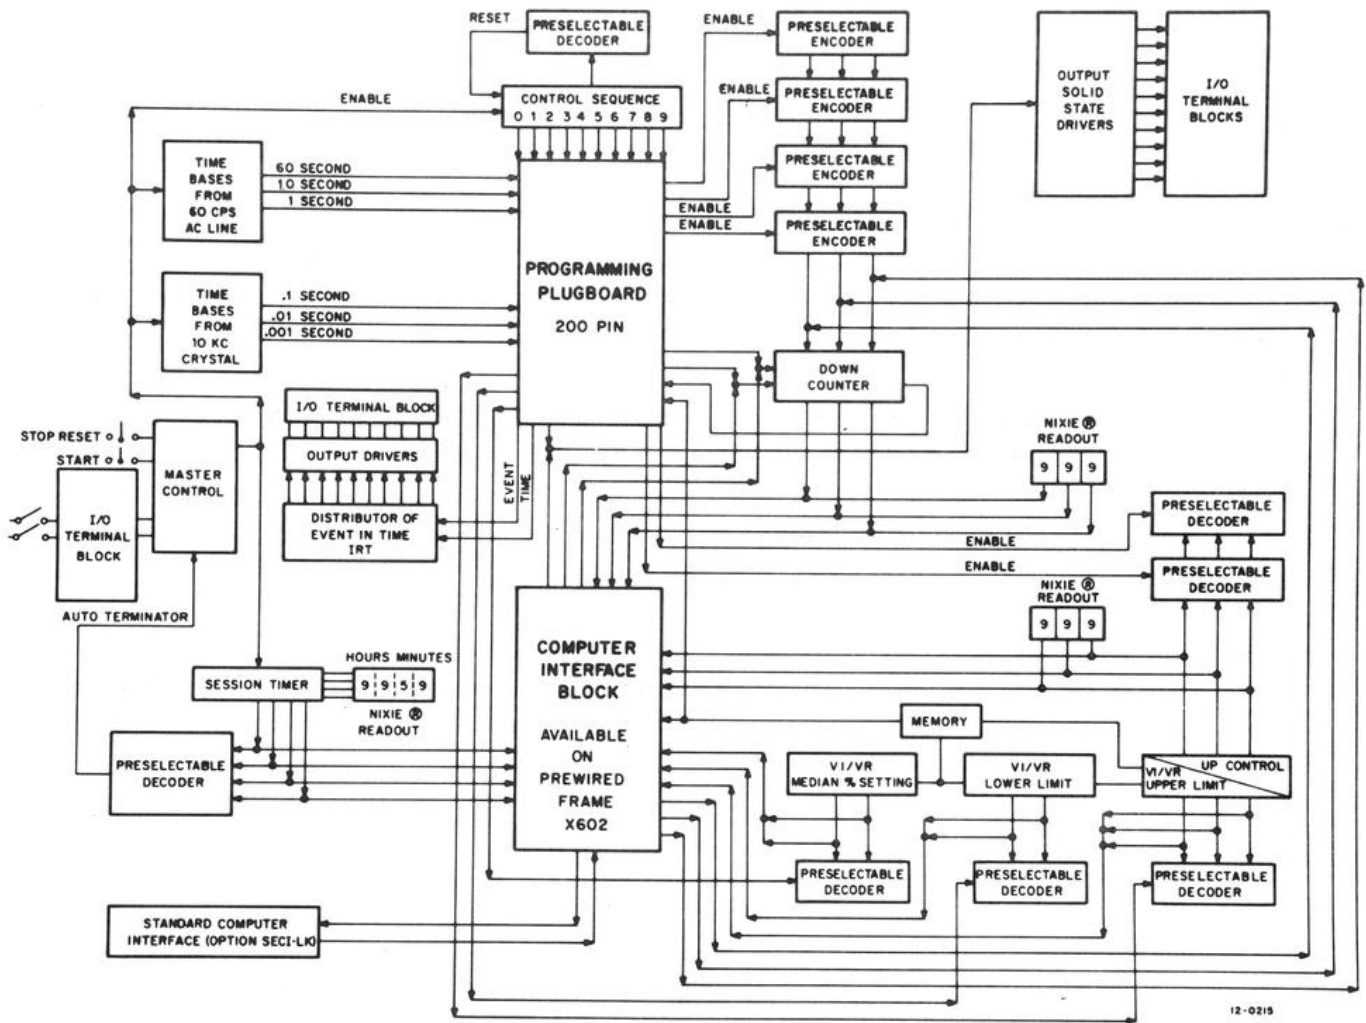 RESET
PRESELECTABLE
DECODER
ENABLE
PRESELECTABLE
ENCODER
OUTPUT
SOLID
STATE
DRIVERS
I/O
TERMINAL
BLOCKS
ENABLE
CONTROL SEQUENCE
0 1 2 3 4 5 6 7 8 9
ENABLE
PRESELECTABLE
ENCODER
TIME
BASES
FROM
60 CPS
AC LINE
60 SECOND
10 SECOND
1 SECOND
PRESELECTABLE
ENCODER
ENABLE
ENABLE
PRESELECTABLE
ENCODER
PROGRAMMING
PLUGBOARD
200 PIN
TIME
BASES
FROM
10 KC
CRYSTAL
.1 SECOND
.01 SECOND
.001 SECOND
DOWN
COUNTER
I/O TERMINAL BLOCK
OUTPUT DRIVERS
DISTRIBUTOR OF
EVENT IN TIME
IRT
EVENT
TIME
STOP RESET
START
MASTER
CONTROL
I/O
TERMINAL
BLOCK
AUTO TERMINATOR
NIXIE ®
READOUT
9 9 9
PRESELECTABLE
DECODER
ENABLE
ENABLE
PRESELECTABLE
DECODER
NIXIE ®
READOUT
9 9 9
COMPUTER
INTERFACE
BLOCK
AVAILABLE
ON
PREWIRED
FRAME
X602
HOURS MINUTES
SESSION TIMER
9 9 5 9
NIXIE ®
READOUT
PRESELECTABLE
DECODER
MEMORY
VI/VR
MEDIAN % SETTING
VI/VR
LOWER LIMIT
UP CONTROL
VI/VR
UPPER LIMIT
PRESELECTABLE
DECODER
PRESELECTABLE
DECODER
PRESELECTABLE
DECODER
STANDARD COMPUTER
INTERFACE (OPTION SECI-LK)
12-0215